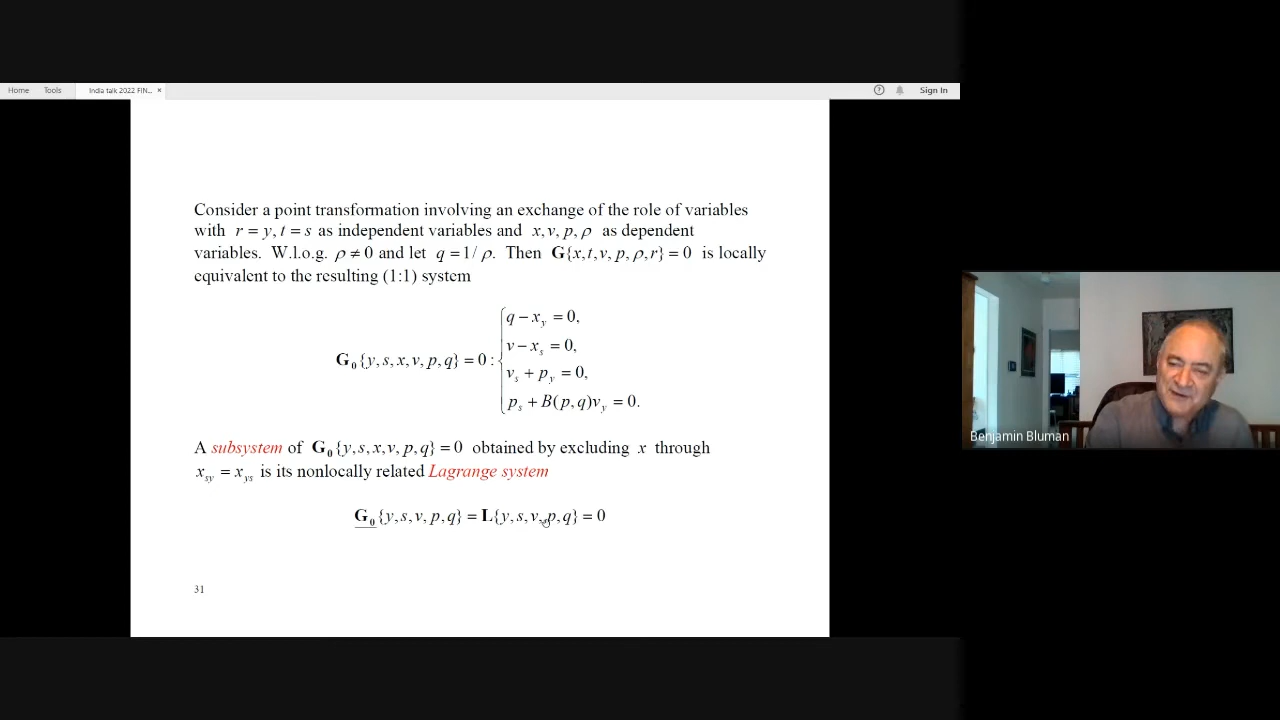 Home Tools India talk 2022 FIN... × Sign In
Consider a point transformation involving an exchange of the role of variables
with r = y, t = s as independent variables and x, v, p, ρ as dependent
variables. W.l.o.g. ρ ≠ 0 and let q = 1/ρ. Then G{x,t,v,p,ρ,r} = 0 is locally
equivalent to the resulting (1:1) system
q − x_y = 0,
v − x_s = 0,
G₀{y,s,x,v,p,q} = 0 :
v_s + p_y = 0,
p_s + B(p,q)v_y = 0.
A subsystem of G₀{y,s,x,v,p,q} = 0 obtained by excluding x through
x_sy = x_ys is its nonlocally related Lagrange system
G₀{y,s,v,p,q} = L{y,s,v,p,q} = 0
31
Benjamin Bluman